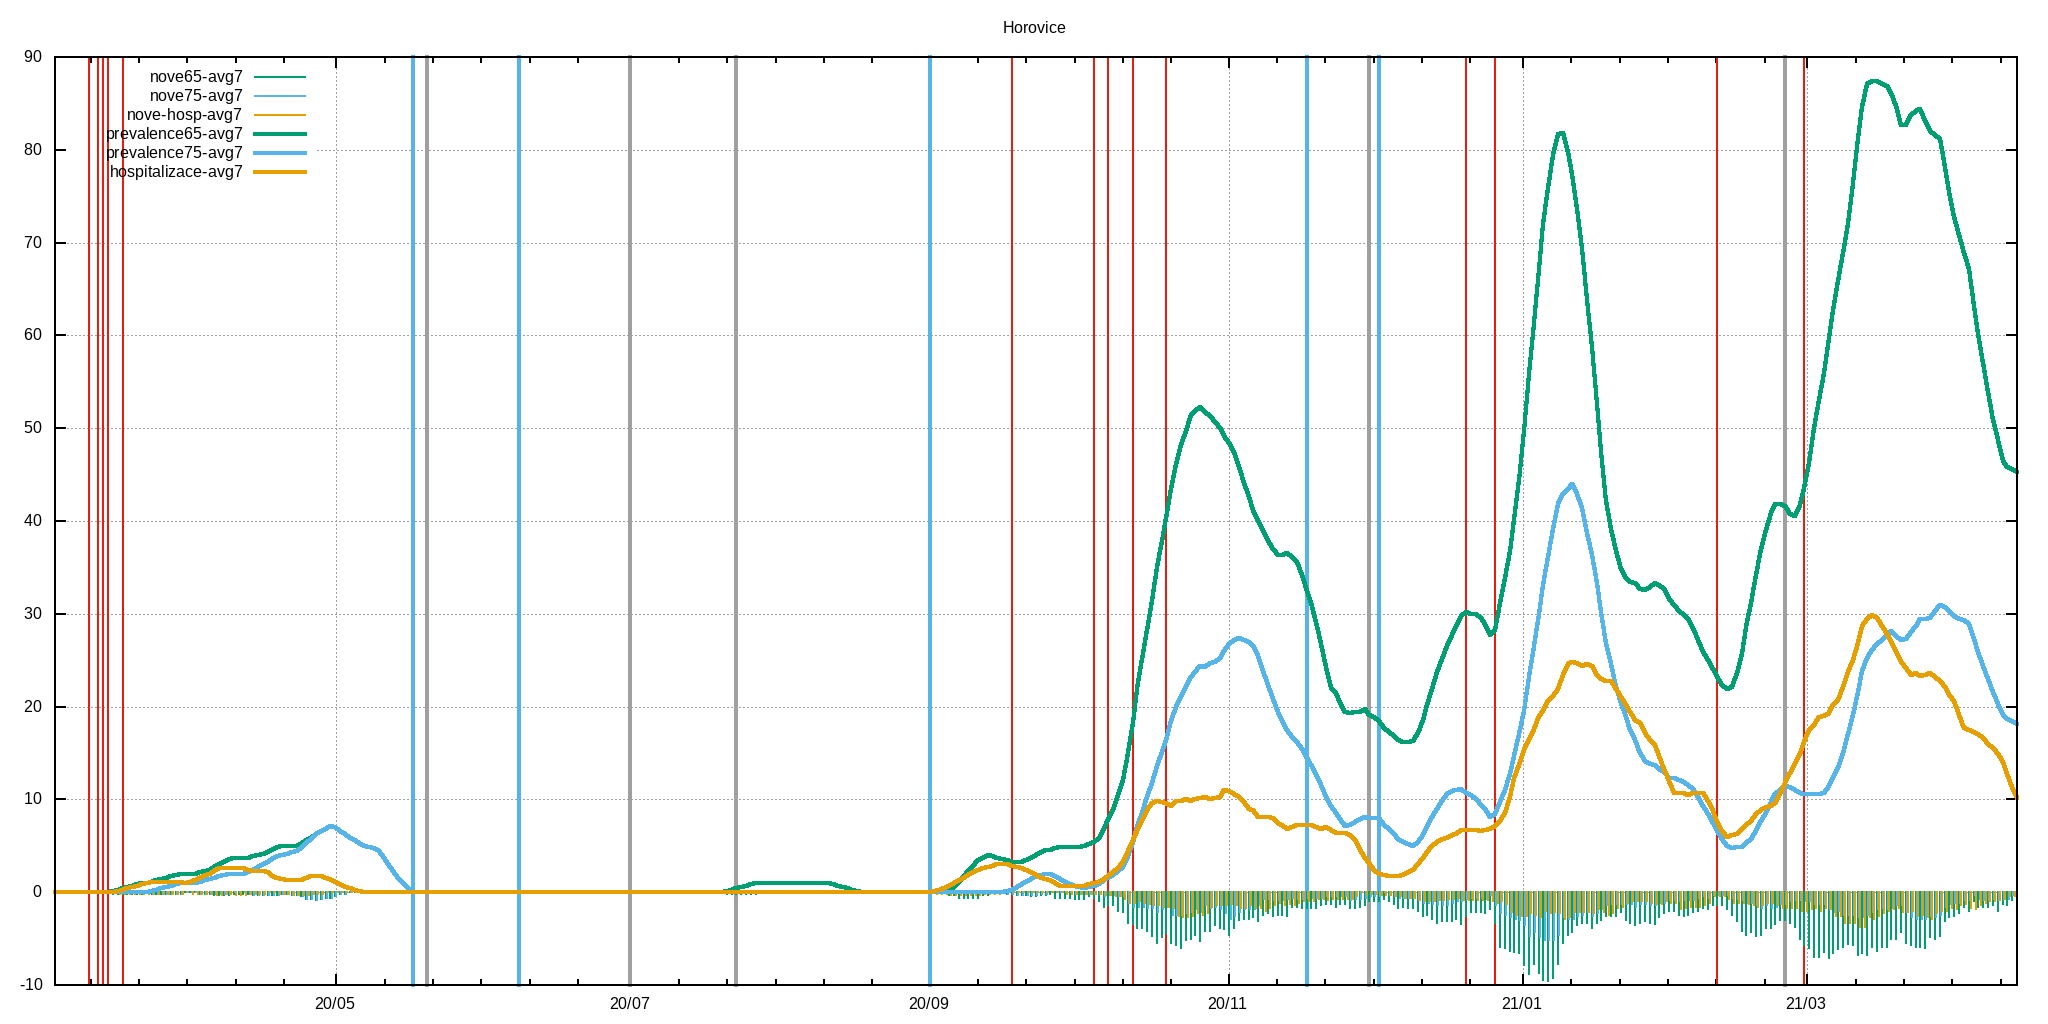 Horovice
90
nove65-avg7
nove75-avg7
nove-hosp-avg7
prevalence65-avg7
80
prevalence75-avg7
hospitalizace-avg7
70
60
50
40
30
20
10
0
-10
20/05 20/07 20/09 20/11 21/01 21/03